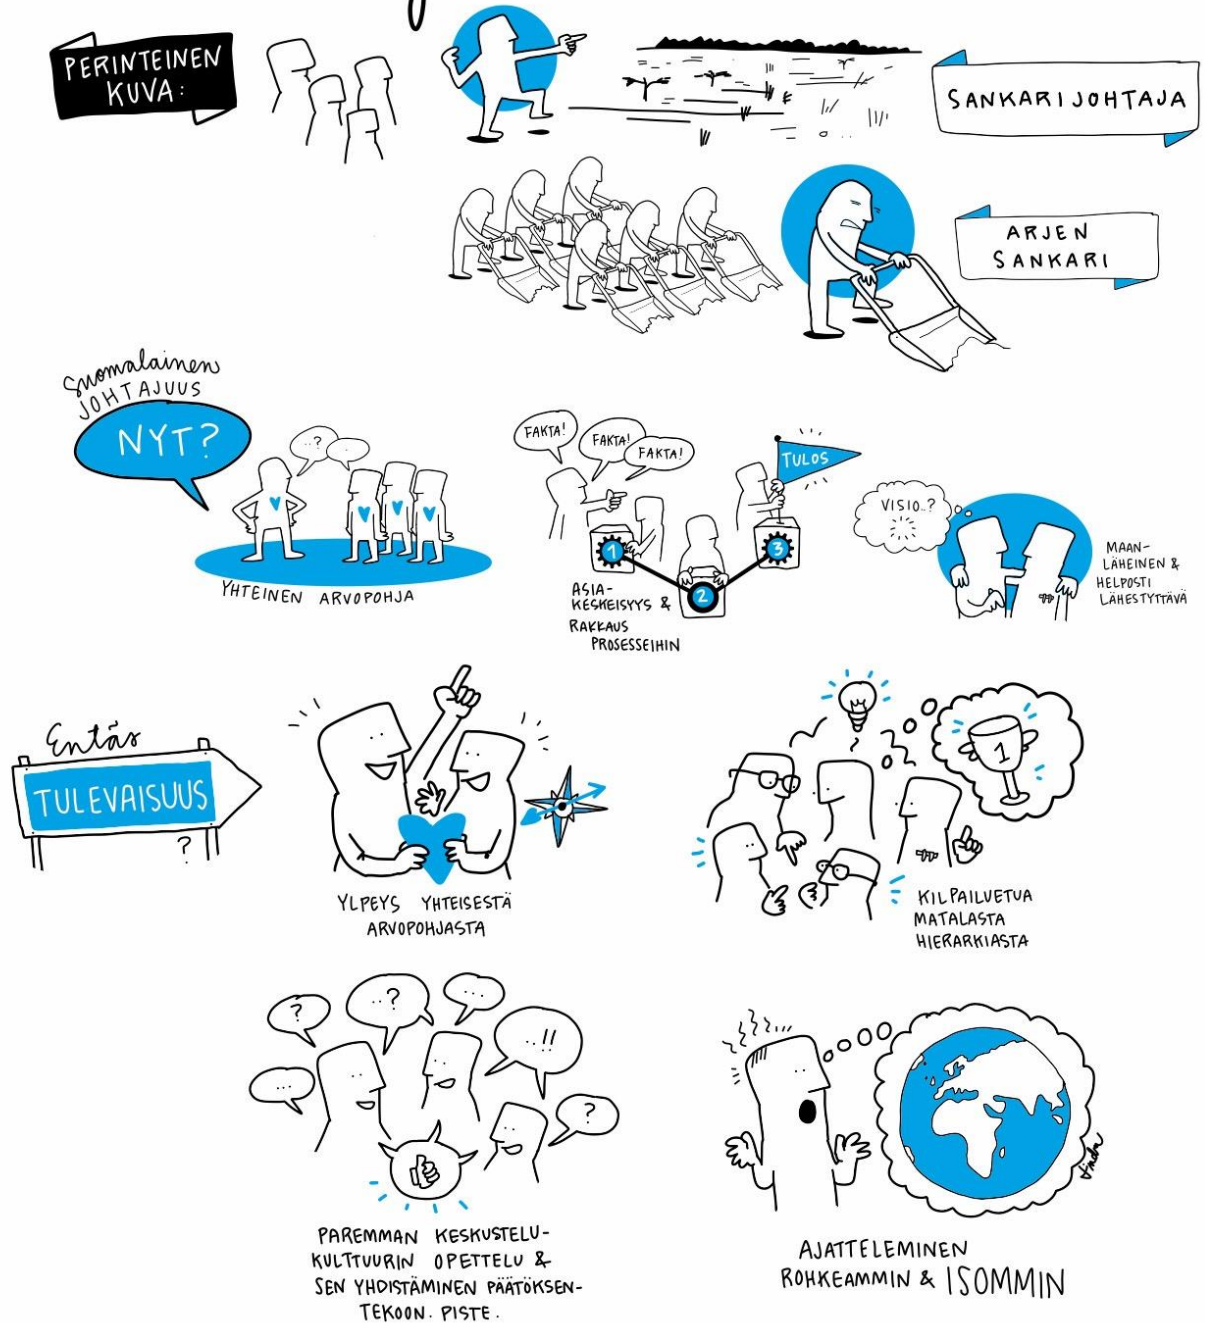 PERINTEINEN
KUVA:
SANKARIJOHTAJA
ARJEN
SANKARI
Suomalainen
JOHTAJUUS
NYT?
..?
..
YHTEINEN ARVOPOHJA
FAKTA!
FAKTA!
FAKTA!
TULOS
1
2
3
ASIA-
KESKEISYYS &
RAKKAUS
PROSESSEIHIN
VISIO..?
MAAN-
LÄHEINEN &
HELPOSTI
LÄHESTYTTÄVÄ
Entäs
TULEVAISUUS
?
YLPEYS YHTEISESTÄ
ARVOPOHJASTA
1
KILPAILUETUA
MATALASTA
HIERARKIASTA
?
..?
...
..!!
...
?
PAREMMAN KESKUSTELU-
KULTTUURIN OPETTELU &
SEN YHDISTÄMINEN PÄÄTÖKSEN-
TEKOON. PISTE.
AJATTELEMINEN
ROHKEAMMIN & ISOMMIN